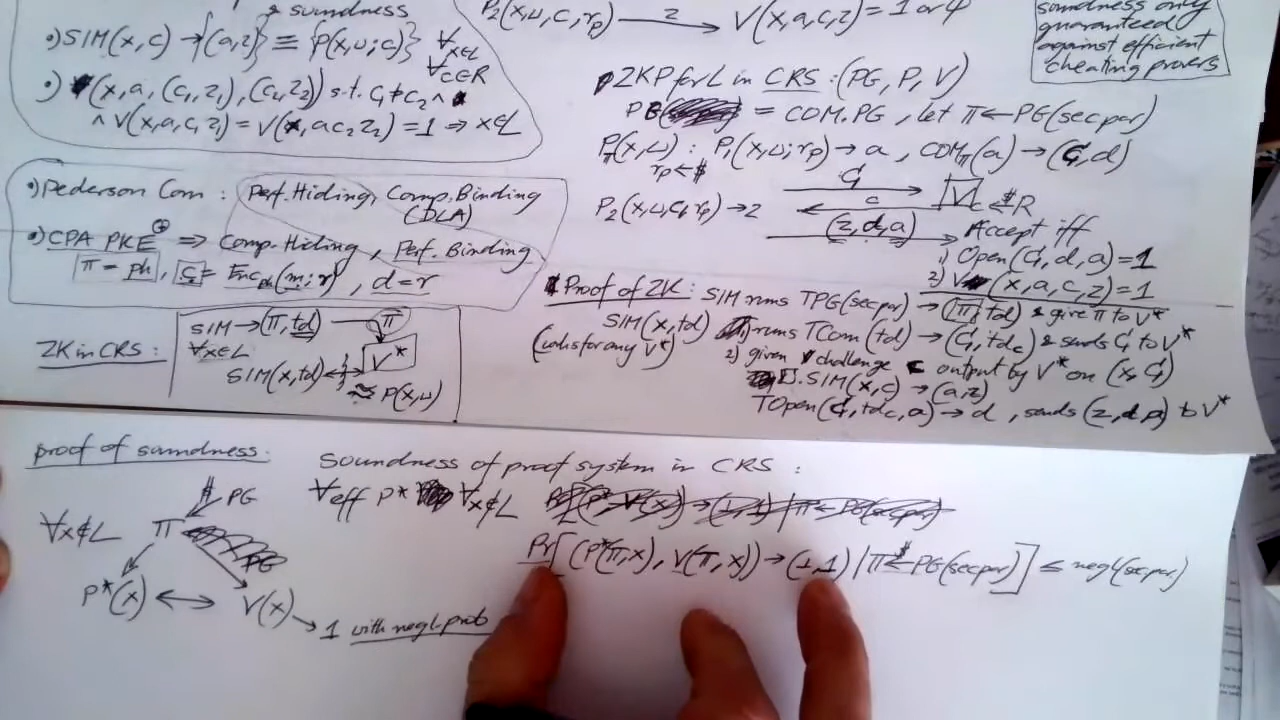 & soundness
•) SIM(x,c) → {(a,z)} ≡ {P(x,ω;c)} ∀x∈L ∀c∈R
•) (x,a,(c₁,z₁),(c₂,z₂)) s.t. c₁≠c₂ ∧
∧ V(x,a,c₁,z₁) = V(x,a,c₂,z₂) = 1 ⇒ x∈L
•) Pederson Com: Perf. Hiding, Comp. Binding
(DLA)
•) CPA PKE ⇒ Comp. Hiding, Perf. Binding
π = pk, = Enc_pk(m;r), d=r
ZK in CRS:
SIM → (π,td) → π
∀x∈L
V*
SIM(x,td) ↔
≈ P(x,ω)
P₂(x,ω,c,rp) → z V(x,a,c,z) = 1 or
soundness only
guaranteed
against efficient
cheating provers
ZKP for L in CRS: (PG, P, V)
PG = COM.PG, let π ← PG(secpar)
Pπ(x,ω): P₁(x,ω;rp) → a, COMπ(a) → (G,d)
rp ← $
G
V
c
c ← $ R
P₂(x,ω,c,rp) → z
(z,d,a)
Accept iff
1) Open(G,d,a) = 1
2) V(x,a,c,z) = 1
Proof of ZK: SIM runs TPG(secpar) → (π,td) & give π to V*
SIM(x,td) 1) runs TCom(td) → (G,td_c) & sends G to V*
(works for any V*)
2) given challenge c output by V* on (x,G)
Σ.SIM(x,c) → (a,z)
TOpen(G,td_c,a) → d, sends (z,d,a) to V*
proof of soundness:
∀x∉L
$ PG
π
P*(x) ↔ V(x) → 1 with negl. prob
Soundness of proof system in CRS:
∀eff P* ∀x∉L
Pr[(P*(π,x), V(π,x)) → (1,1) | π ←$ PG(secpar)] ≤ negl(secpar)